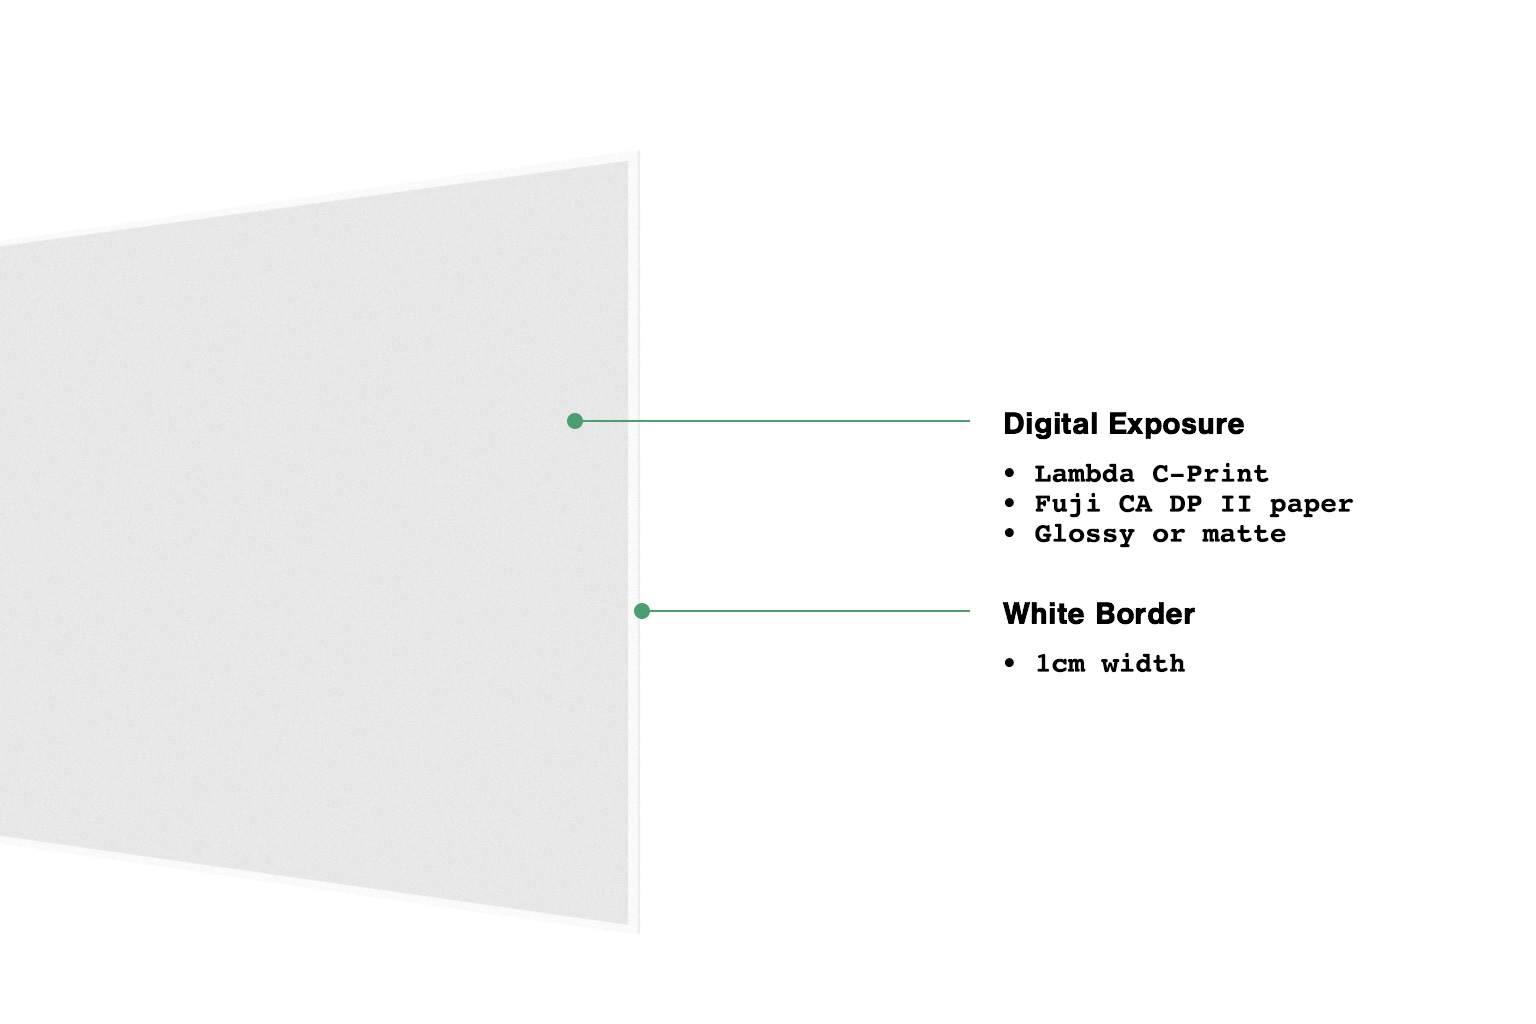 Digital Exposure
• Lambda C-Print
• Fuji CA DP II paper
• Glossy or matte
White Border
• 1cm width